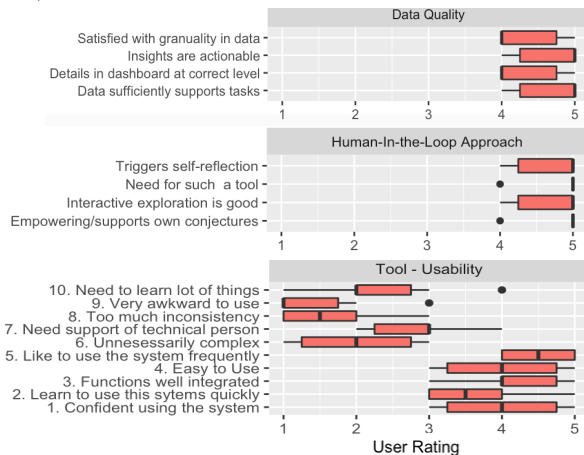 Data Quality
Satisfied with granuality in data
Insights are actionable
Details in dashboard at correct level
Data sufficiently supports tasks
1 2 3 4 5
Human-In-the-Loop Approach
Triggers self-reflection
Need for such a tool
Interactive exploration is good
Empowering/supports own conjectures
1 2 3 4 5
Tool - Usability
10. Need to learn lot of things
9. Very awkward to use
8. Too much inconsistency
7. Need support of technical person
6. Unnesessarily complex
5. Like to use the system frequently
4. Easy to Use
3. Functions well integrated
2. Learn to use this sytems quickly
1. Confident using the system
1 2 3 4 5
User Rating